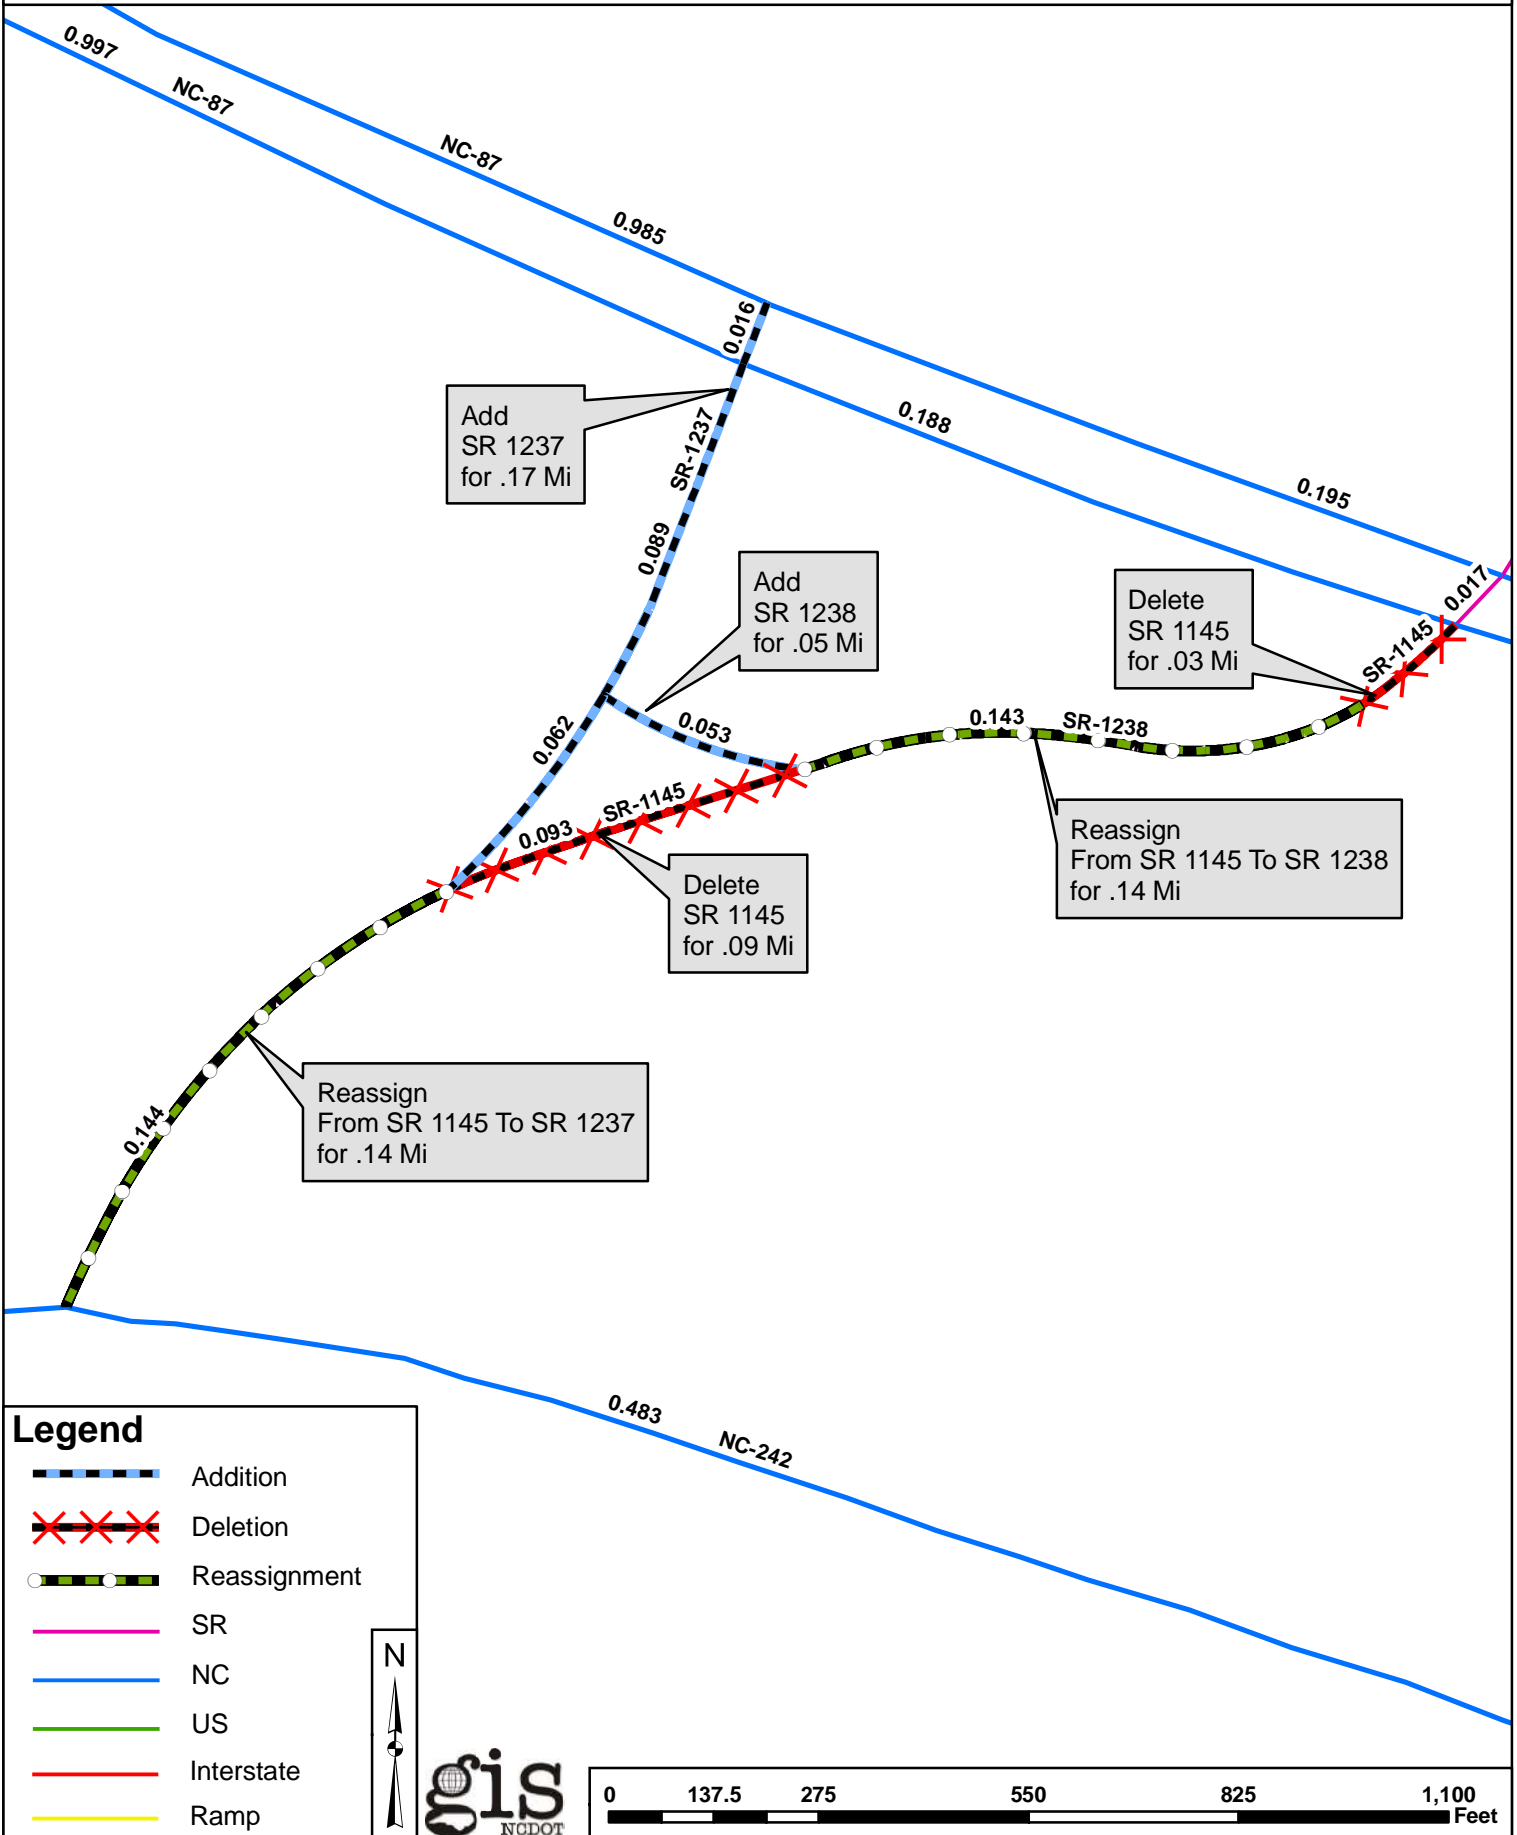 0.997
NC-87
NC-87
0.985
0.016
Add
SR 1237
for .17 Mi
SR-1237
0.188
0.195
0.089
Add
SR 1238
for .05 Mi
Delete
SR 1145
for .03 Mi
0.017
SR-1145
0.062
0.053
0.143
SR-1238
SR-1145
0.093
Reassign
From SR 1145 To SR 1238
for .14 Mi
Delete
SR 1145
for .09 Mi
Reassign
From SR 1145 To SR 1237
for .14 Mi
0.144
0.483
NC-242
Legend
Addition
Deletion
Reassignment
SR
NC
US
Interstate
Ramp
N
gis
NCDOT
0 137.5 275 550 825 1,100
Feet